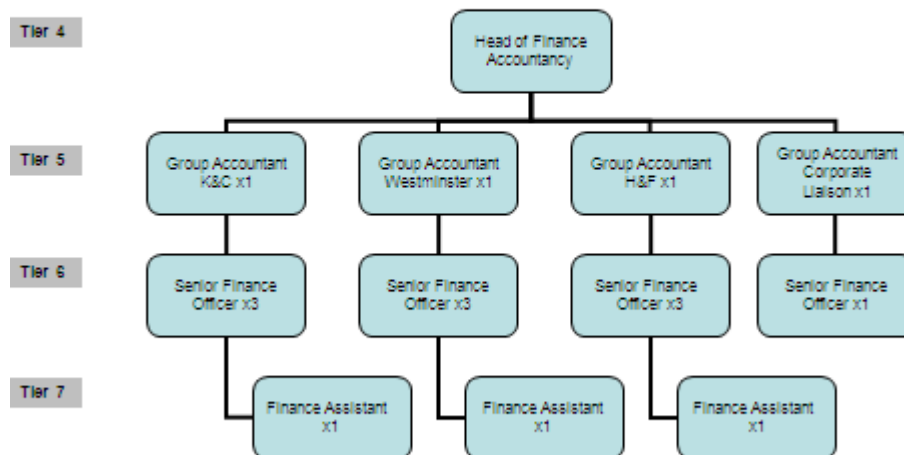 Tier 4
Head of Finance
Accountancy
Tier 5
Group Accountant
K&C x1
Group Accountant
Westminster x1
Group Accountant
H&F x1
Group Accountant
Corporate
Liaison x1
Tier 6
Senior Finance
Officer x3
Senior Finance
Officer x3
Senior Finance
Officer x3
Senior Finance
Officer x1
Tier 7
Finance Assistant
x1
Finance Assistant
x1
Finance Assistant
x1